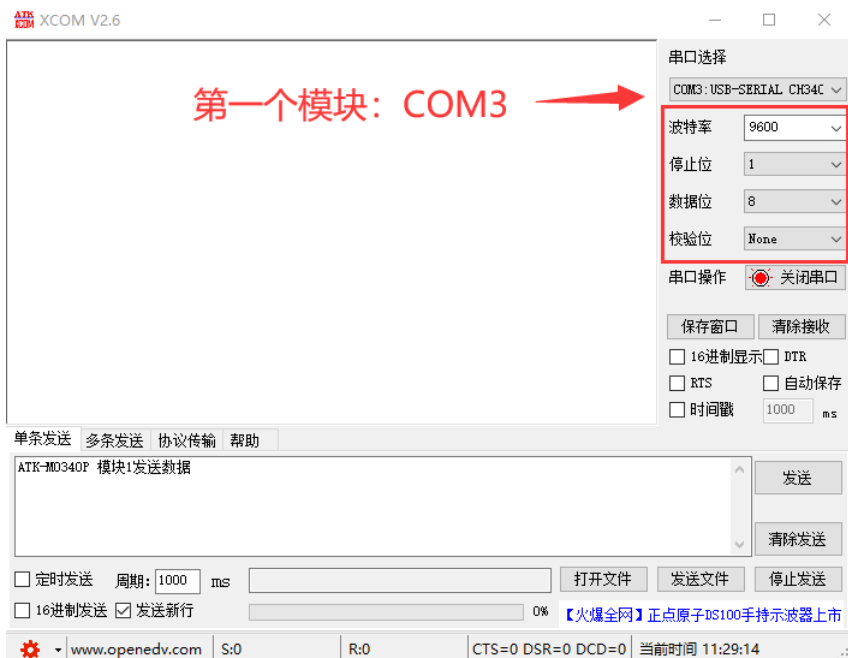 ATK XCOM XCOM V2.6
第一个模块：COM3
串口选择
COM3:USB-SERIAL CH340
波特率 9600
停止位 1
数据位 8
校验位 None
串口操作 关闭串口
保存窗口 清除接收
16进制显示 DTR
RTS 自动保存
时间戳 1000 ms
单条发送 多条发送 协议传输 帮助
ATK-MO340P 模块1发送数据
发送
清除发送
定时发送 周期: 1000 ms 打开文件 发送文件 停止发送
16进制发送 发送新行 0% 【火爆全网】正点原子DS100手持示波器上市
www.openedv.com S:0 R:0 CTS=0 DSR=0 DCD=0 当前时间 11:29:14